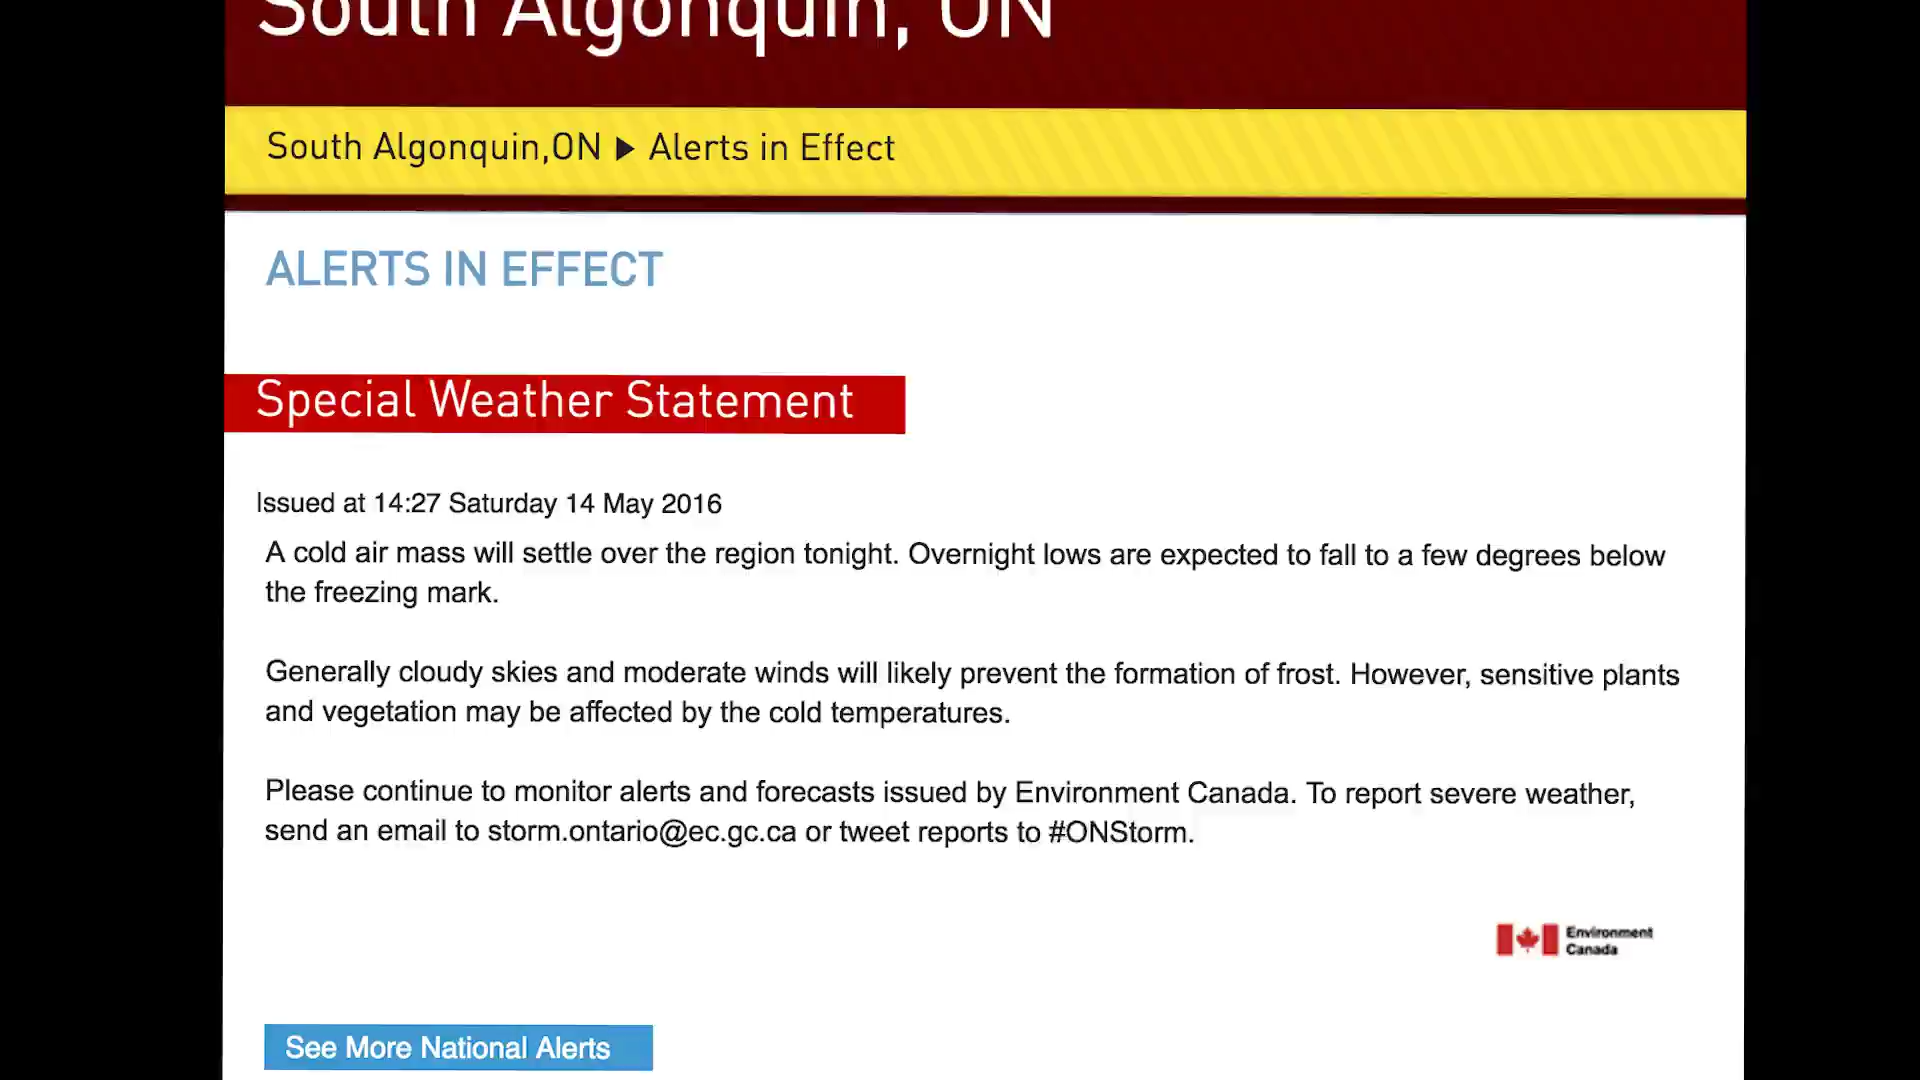 South Algonquin, ON
South Algonquin,ON ▶ Alerts in Effect
ALERTS IN EFFECT
Special Weather Statement
Issued at 14:27 Saturday 14 May 2016
A cold air mass will settle over the region tonight. Overnight lows are expected to fall to a few degrees below
the freezing mark.
Generally cloudy skies and moderate winds will likely prevent the formation of frost. However, sensitive plants
and vegetation may be affected by the cold temperatures.
Please continue to monitor alerts and forecasts issued by Environment Canada. To report severe weather,
send an email to storm.ontario@ec.gc.ca or tweet reports to #ONStorm.
Environment
Canada
See More National Alerts